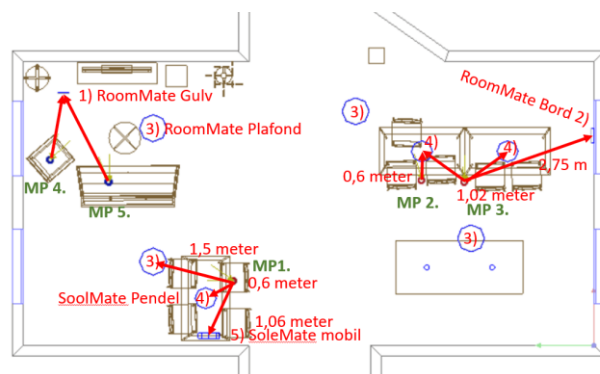 1) RoomMate Gulv
3) RoomMate Plafond
MP 4.
MP 5.
3)
RoomMate Bord 2)
4)
4)
2,75 m
0,6 meter
MP 2.
1,02 meter
MP 3.
3)
1,5 meter
MP1.
3)
0,6 meter
SoolMate Pendel
4)
1,06 meter
5) SoleMate mobil